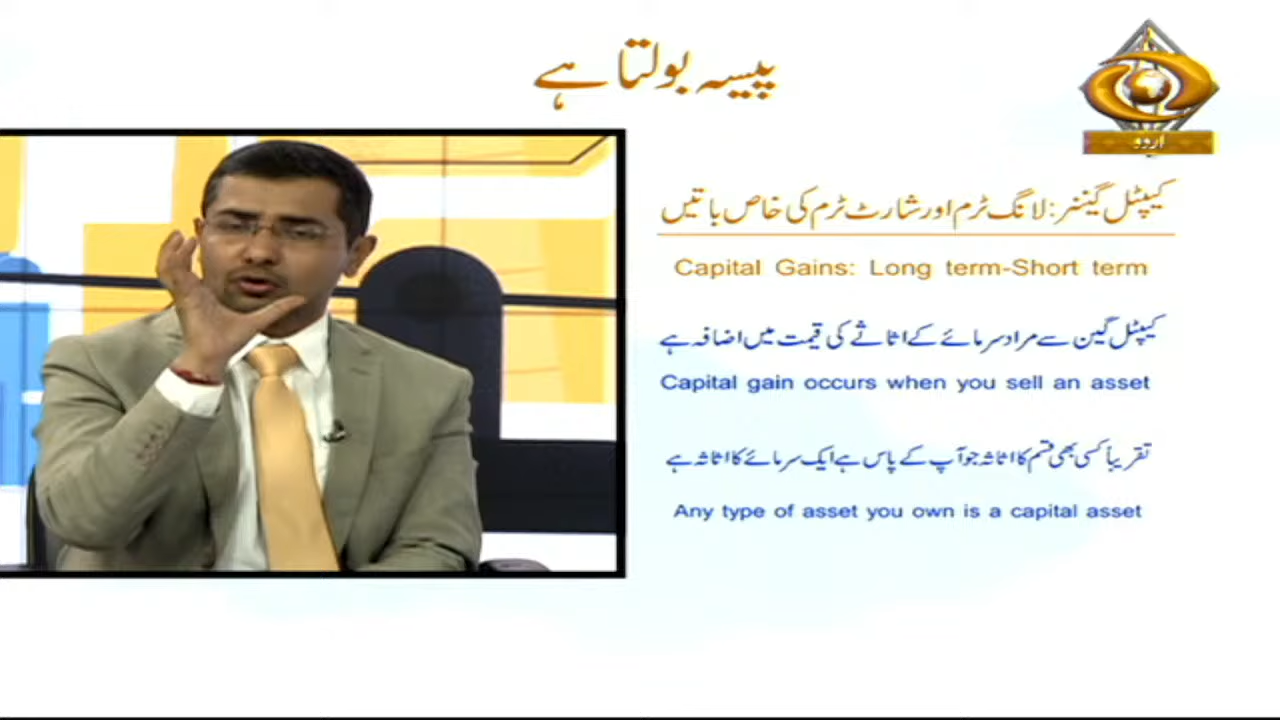 پیسہ بولتا ہے
اردو
کیپٹل گینز: لانگ ٹرم اور شارٹ ٹرم کی خاص باتیں
Capital Gains: Long term-Short term
کیپٹل گین سے مراد سرمائے کے اثاثے کی قیمت میں اضافہ ہے
Capital gain occurs when you sell an asset
تقریباً کسی بھی قسم کا اثاثہ جو آپ کے پاس ہے ایک سرمائے کا اثاثہ ہے
Any type of asset you own is a capital asset